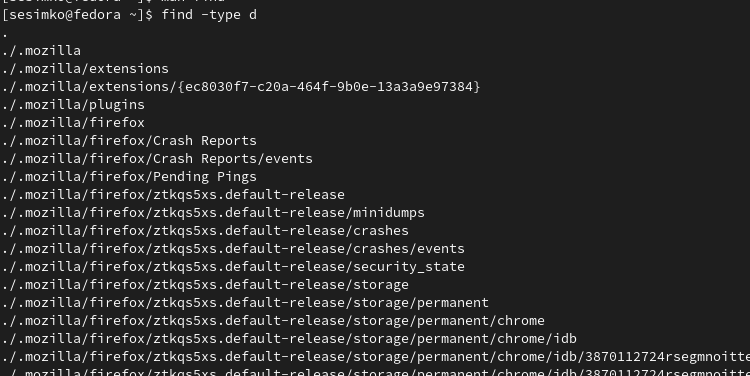 [sesimko@fedora ~]$ man find
[sesimko@fedora ~]$ find -type d
.
./.mozilla
./.mozilla/extensions
./.mozilla/extensions/{ec8030f7-c20a-464f-9b0e-13a3a9e97384}
./.mozilla/plugins
./.mozilla/firefox
./.mozilla/firefox/Crash Reports
./.mozilla/firefox/Crash Reports/events
./.mozilla/firefox/Pending Pings
./.mozilla/firefox/ztkqs5xs.default-release
./.mozilla/firefox/ztkqs5xs.default-release/minidumps
./.mozilla/firefox/ztkqs5xs.default-release/crashes
./.mozilla/firefox/ztkqs5xs.default-release/crashes/events
./.mozilla/firefox/ztkqs5xs.default-release/security_state
./.mozilla/firefox/ztkqs5xs.default-release/storage
./.mozilla/firefox/ztkqs5xs.default-release/storage/permanent
./.mozilla/firefox/ztkqs5xs.default-release/storage/permanent/chrome
./.mozilla/firefox/ztkqs5xs.default-release/storage/permanent/chrome/idb
./.mozilla/firefox/ztkqs5xs.default-release/storage/permanent/chrome/idb/3870112724rsegmnoitte